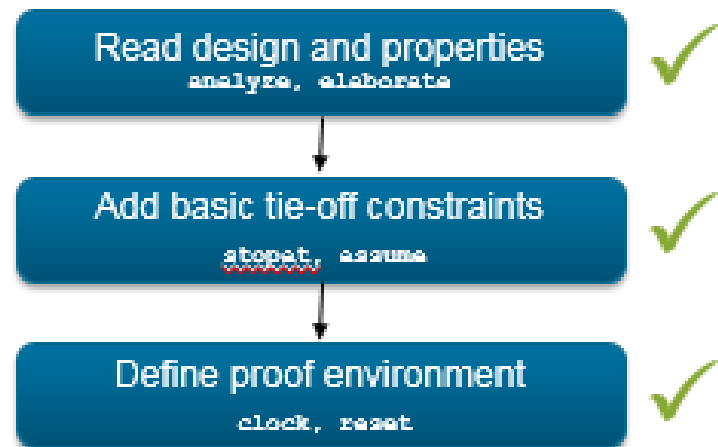 Read design and properties
analyze, elaborate
Add basic tie-off constraints
stopat, assume
Define proof environment
clock, reset